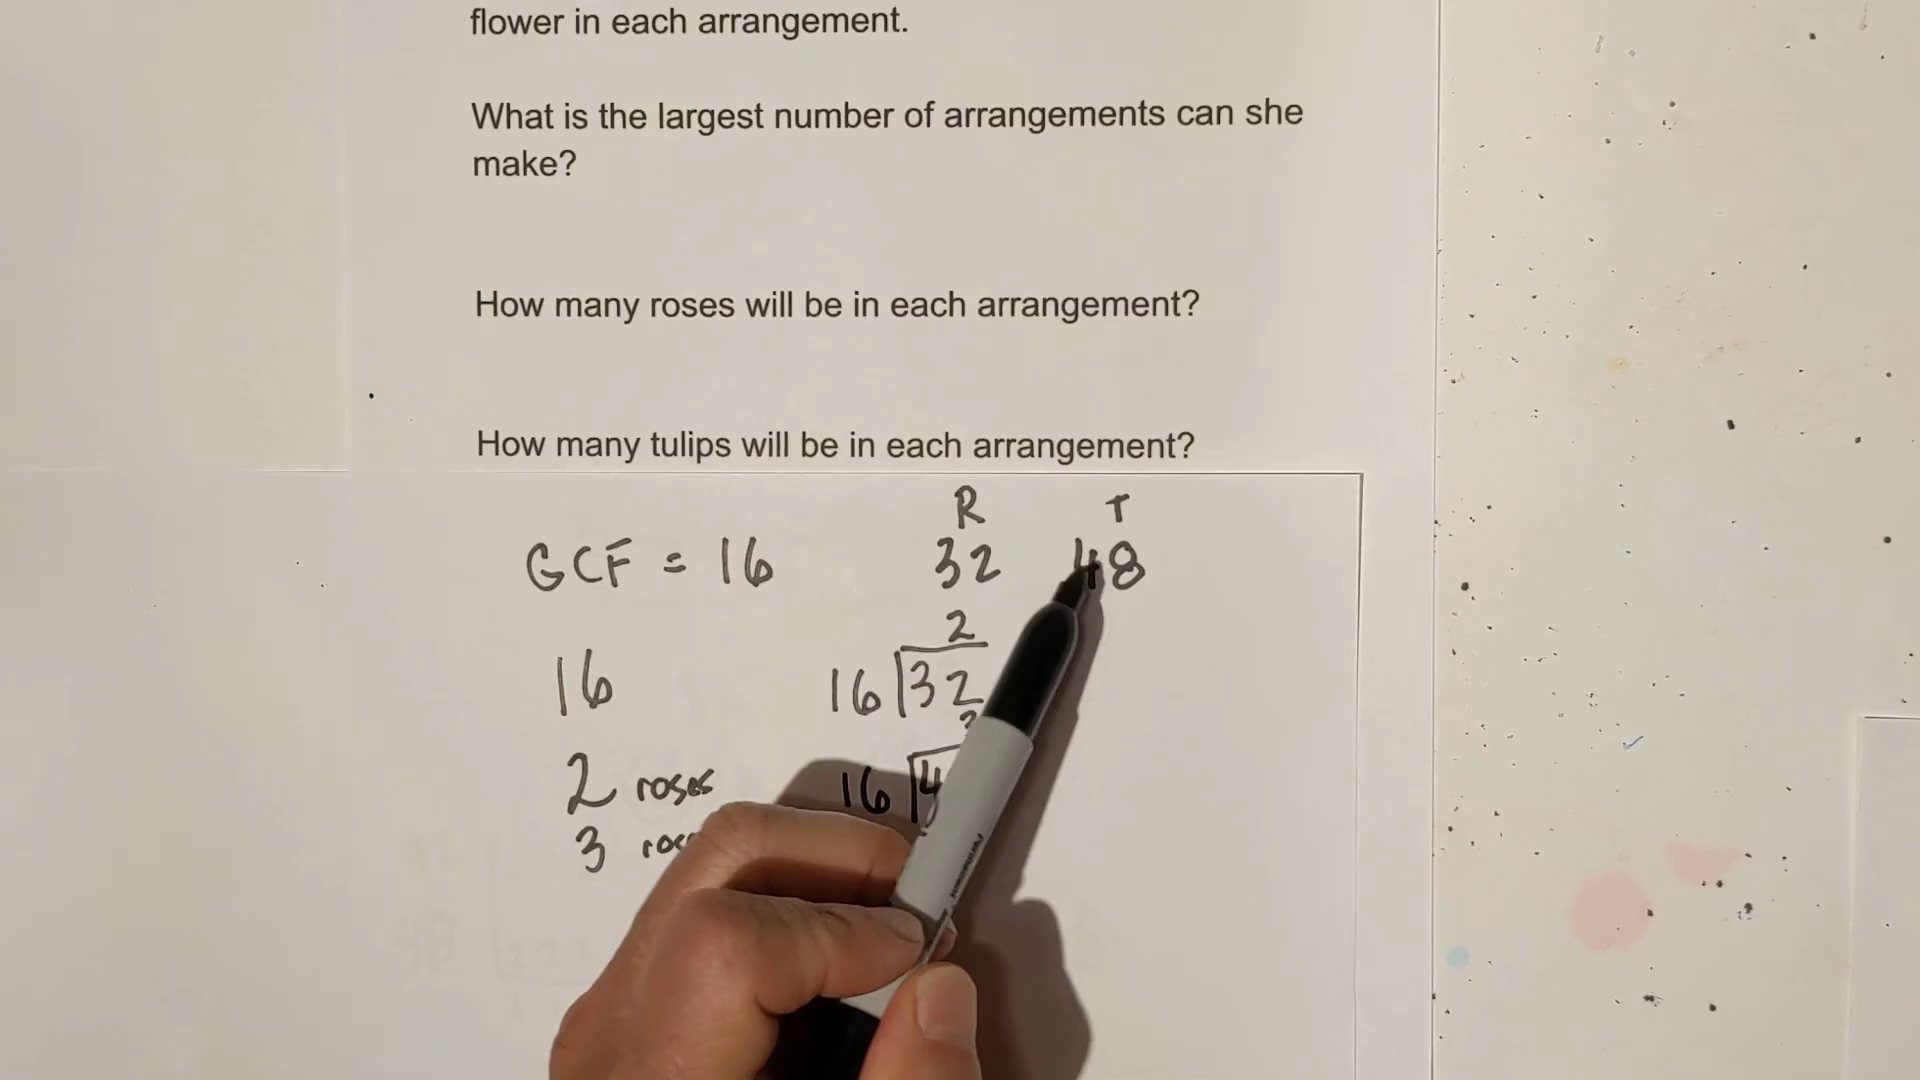 flower in each arrangement.
What is the largest number of arrangements can she
make?
How many roses will be in each arrangement?
How many tulips will be in each arrangement?
R T
GCF = 16 32 48
2
16 16 32
2 roses 16 4
3